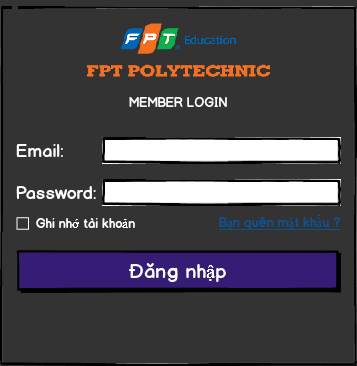 FPT Education
FPT POLYTECHNIC
MEMBER LOGIN
Email:
Password:
Ghi nhớ tài khoản
Bạn quên mật khẩu ?
Đăng nhập